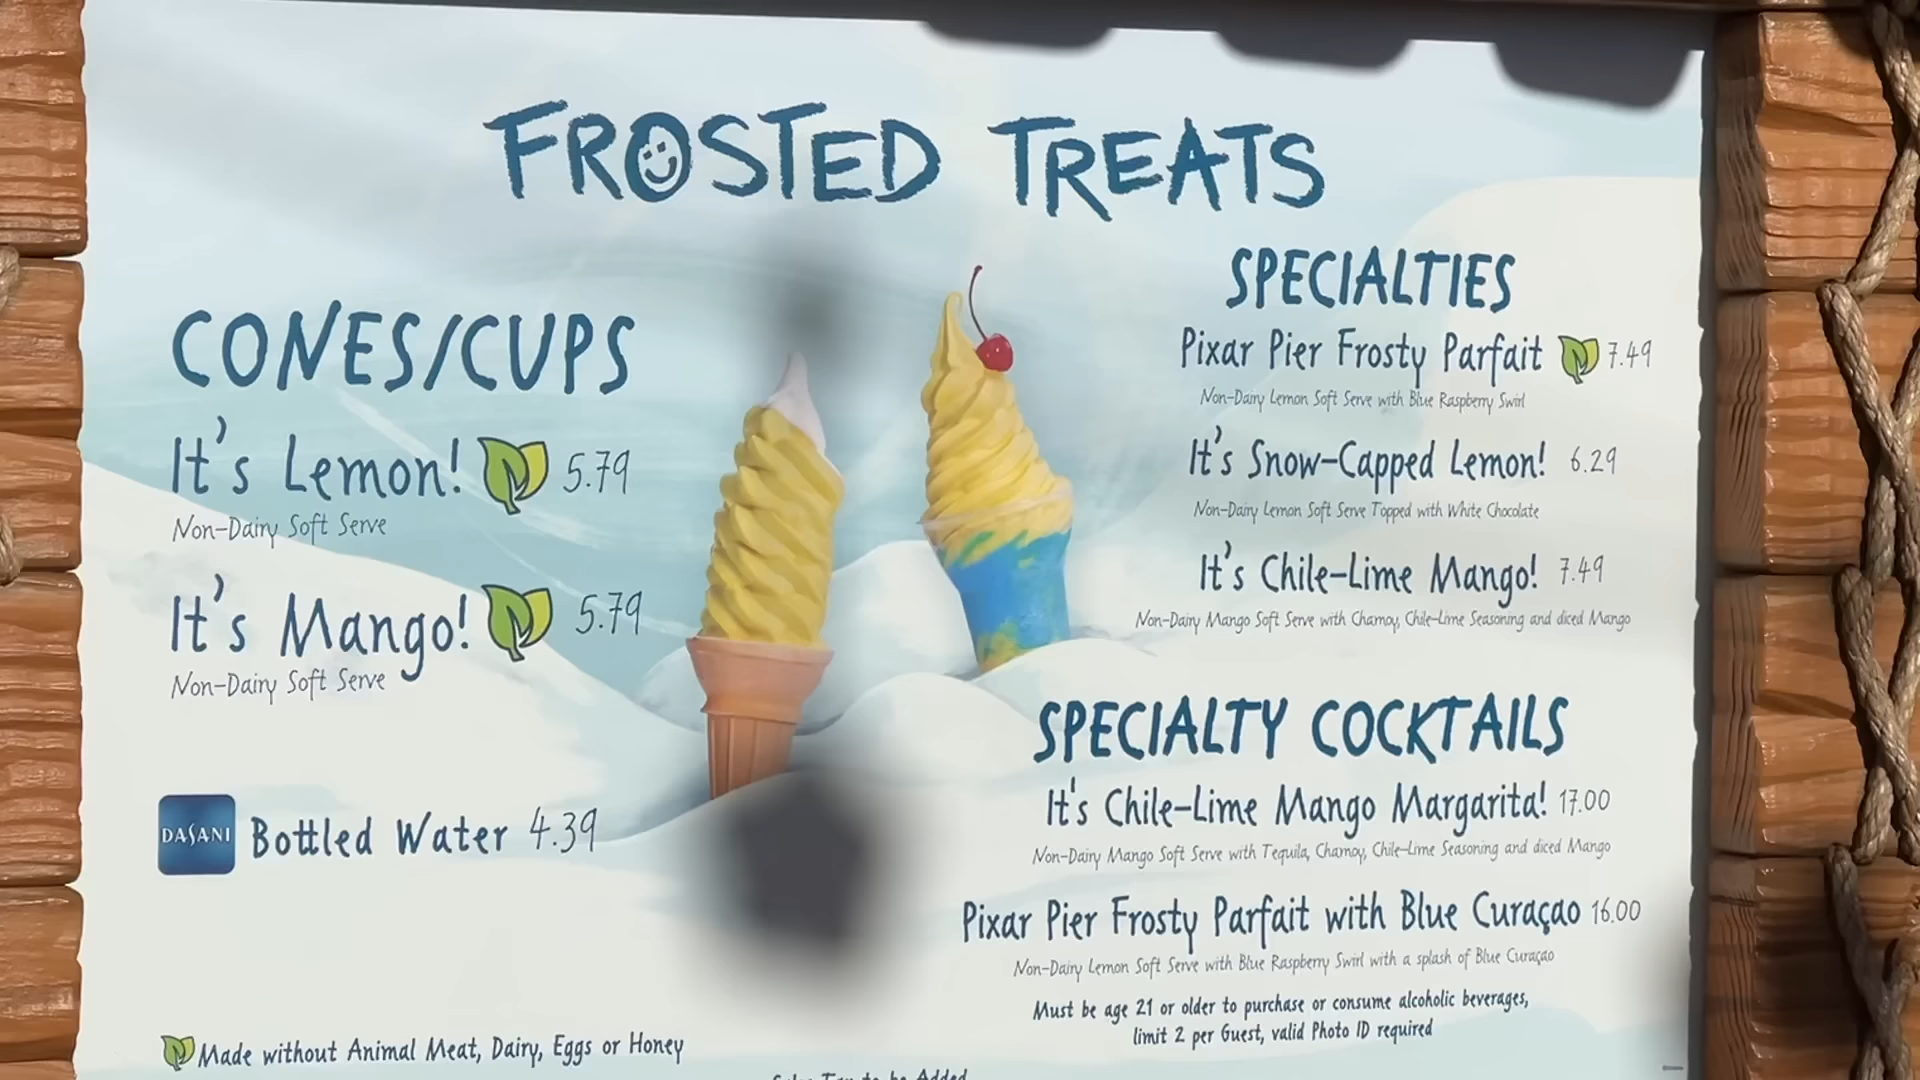 FROSTED TREATS
CONES/CUPS
It's Lemon! 5.79
Non-Dairy Soft Serve
It's Mango! 5.79
Non-Dairy Soft Serve
DASANI Bottled Water 4.39
Made without Animal Meat, Dairy, Eggs or Honey
SPECIALTIES
Pixar Pier Frosty Parfait 7.49
Non-Dairy Lemon Soft Serve with Blue Raspberry Swirl
It's Snow-Capped Lemon! 6.29
Non-Dairy Lemon Soft Serve Topped with White Chocolate
It's Chile-Lime Mango! 7.49
Non-Dairy Mango Soft Serve with Chamoy, Chile-Lime Seasoning and diced Mango
SPECIALTY COCKTAILS
It's Chile-Lime Mango Margarita! 17.00
Non-Dairy Mango Soft Serve with Tequila, Chamoy, Chile-Lime Seasoning and diced Mango
Pixar Pier Frosty Parfait with Blue Curaçao 16.00
Non-Dairy Lemon Soft Serve with Blue Raspberry Swirl with a splash of Blue Curaçao
Must be age 21 or older to purchase or consume alcoholic beverages,
limit 2 per Guest, valid Photo ID required
Sales Tax to be Added